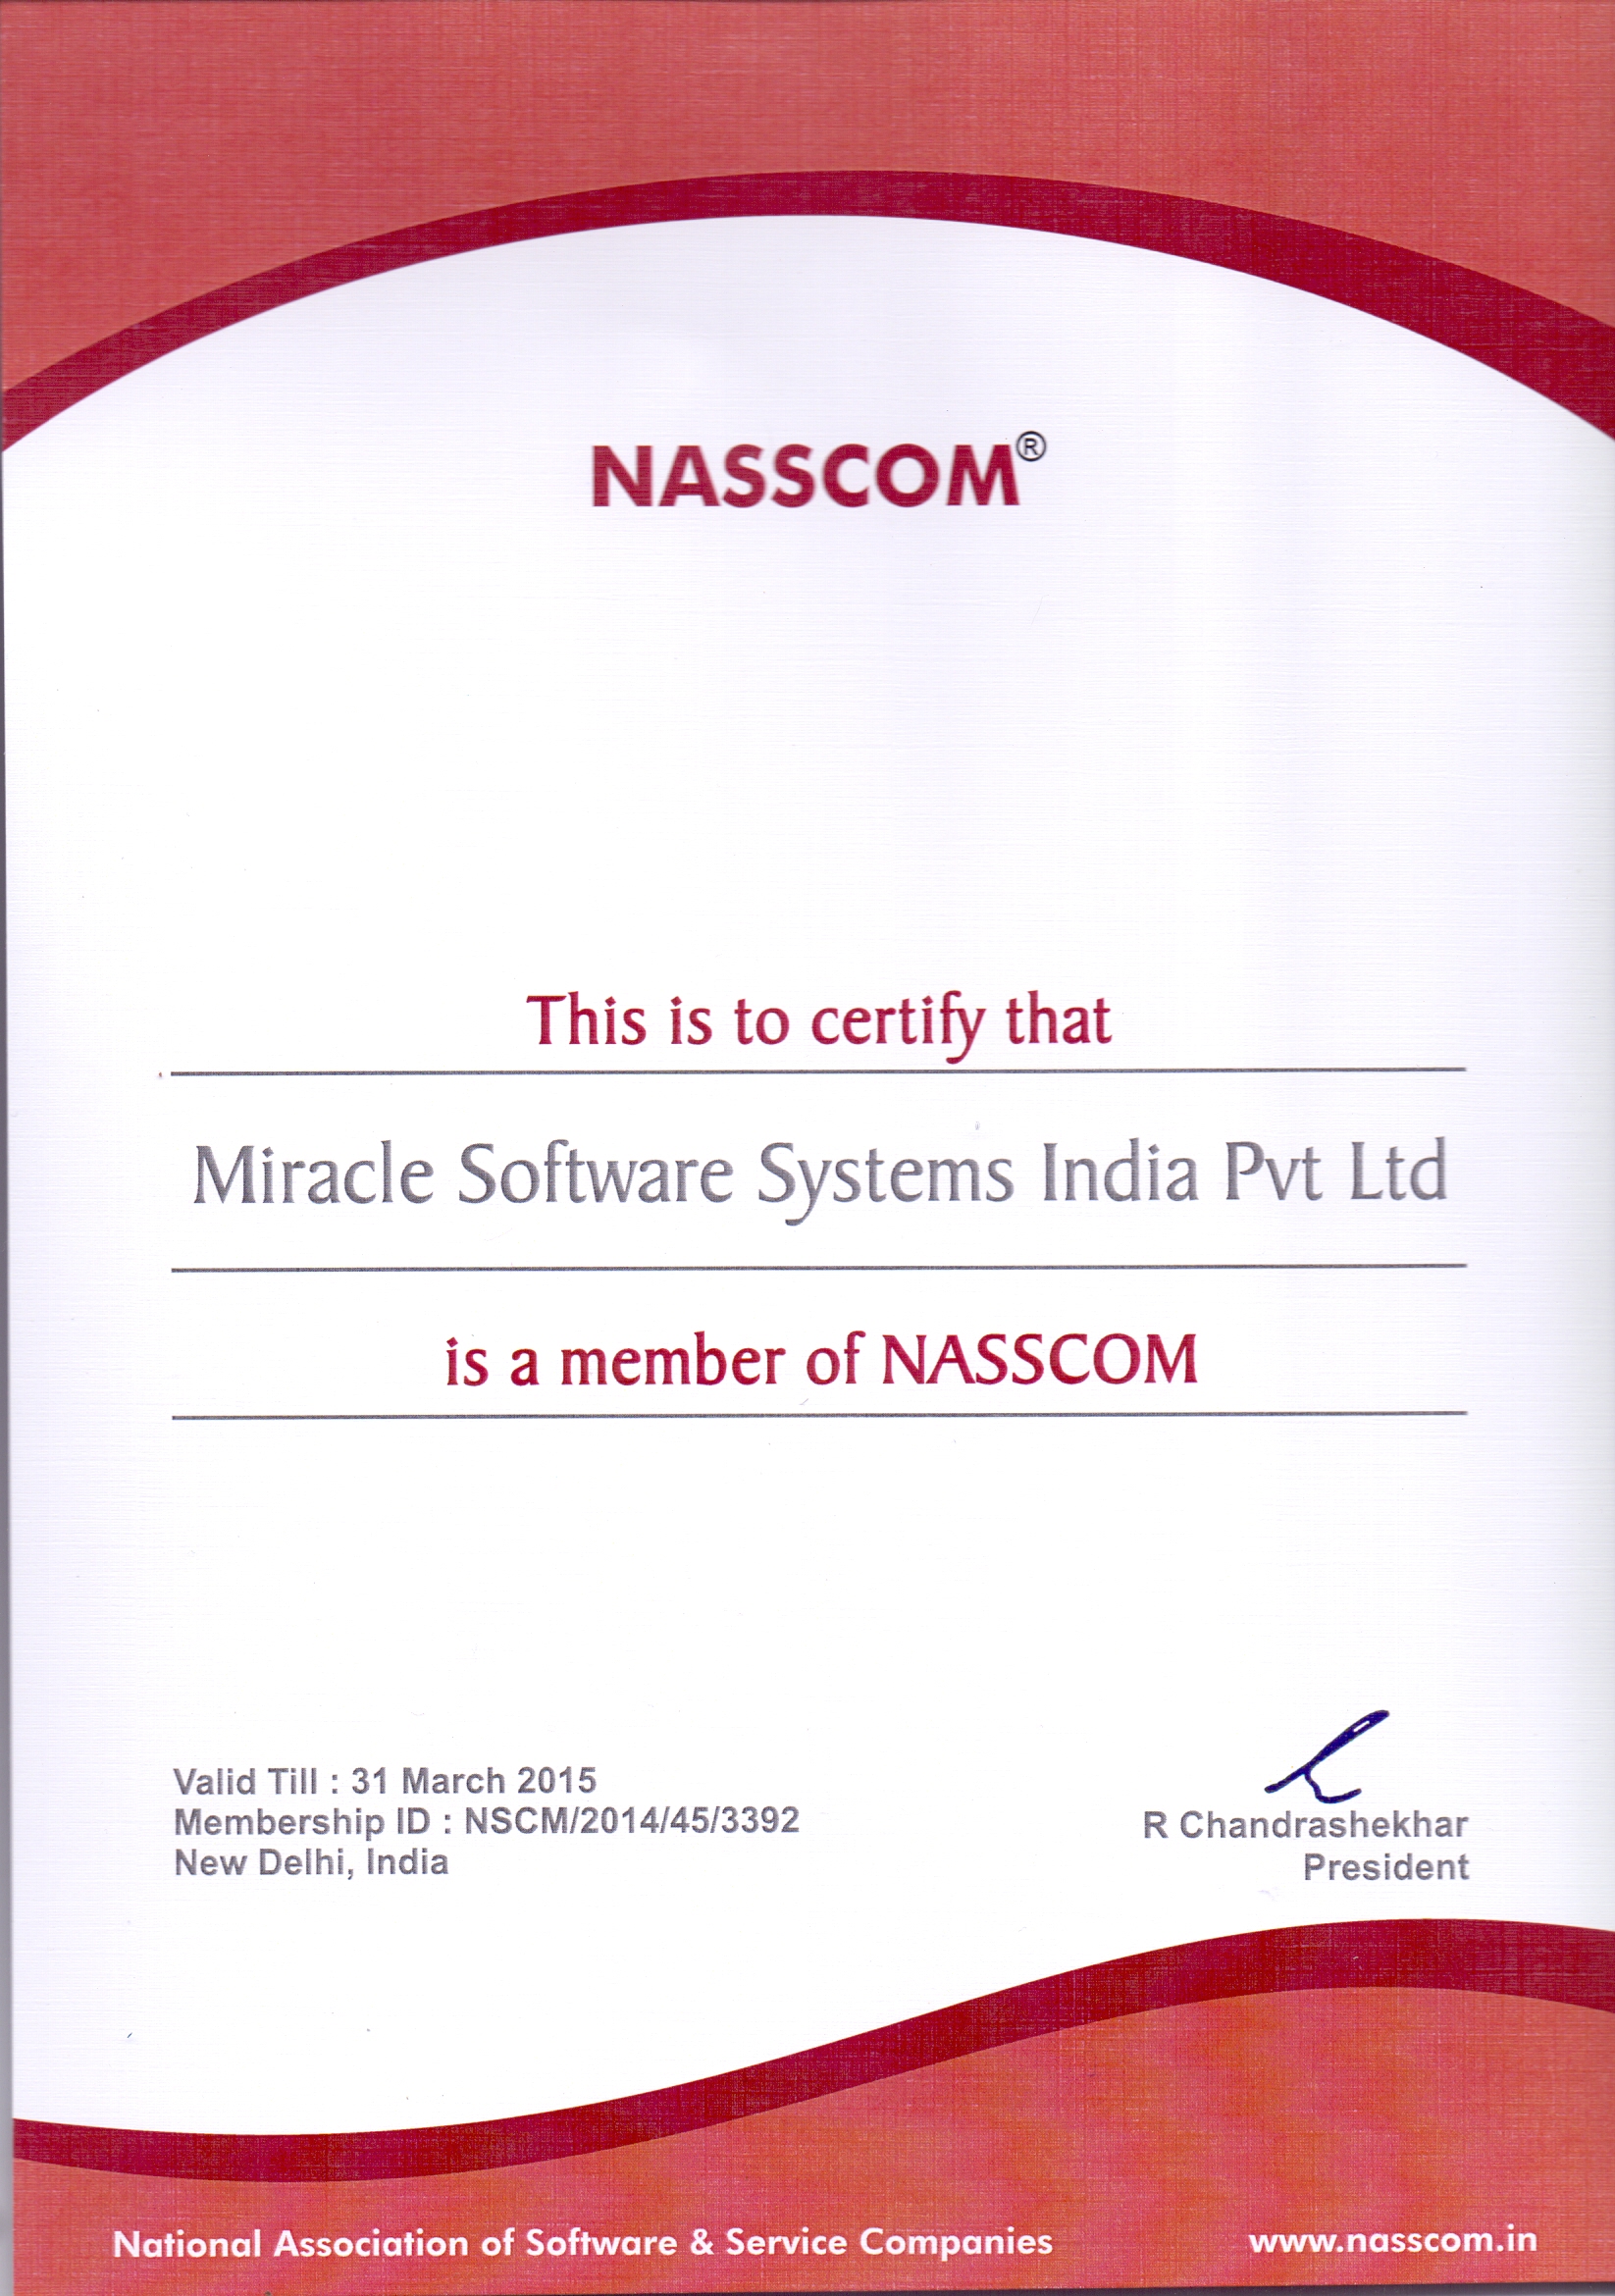 NASSCOM®
This is to certify that
Miracle Software Systems India Pvt Ltd
is a member of NASSCOM
Valid Till : 31 March 2015
Membership ID : NSCM/2014/45/3392
New Delhi, India
R Chandrashekhar
President
National Association of Software & Service Companies
www.nasscom.in